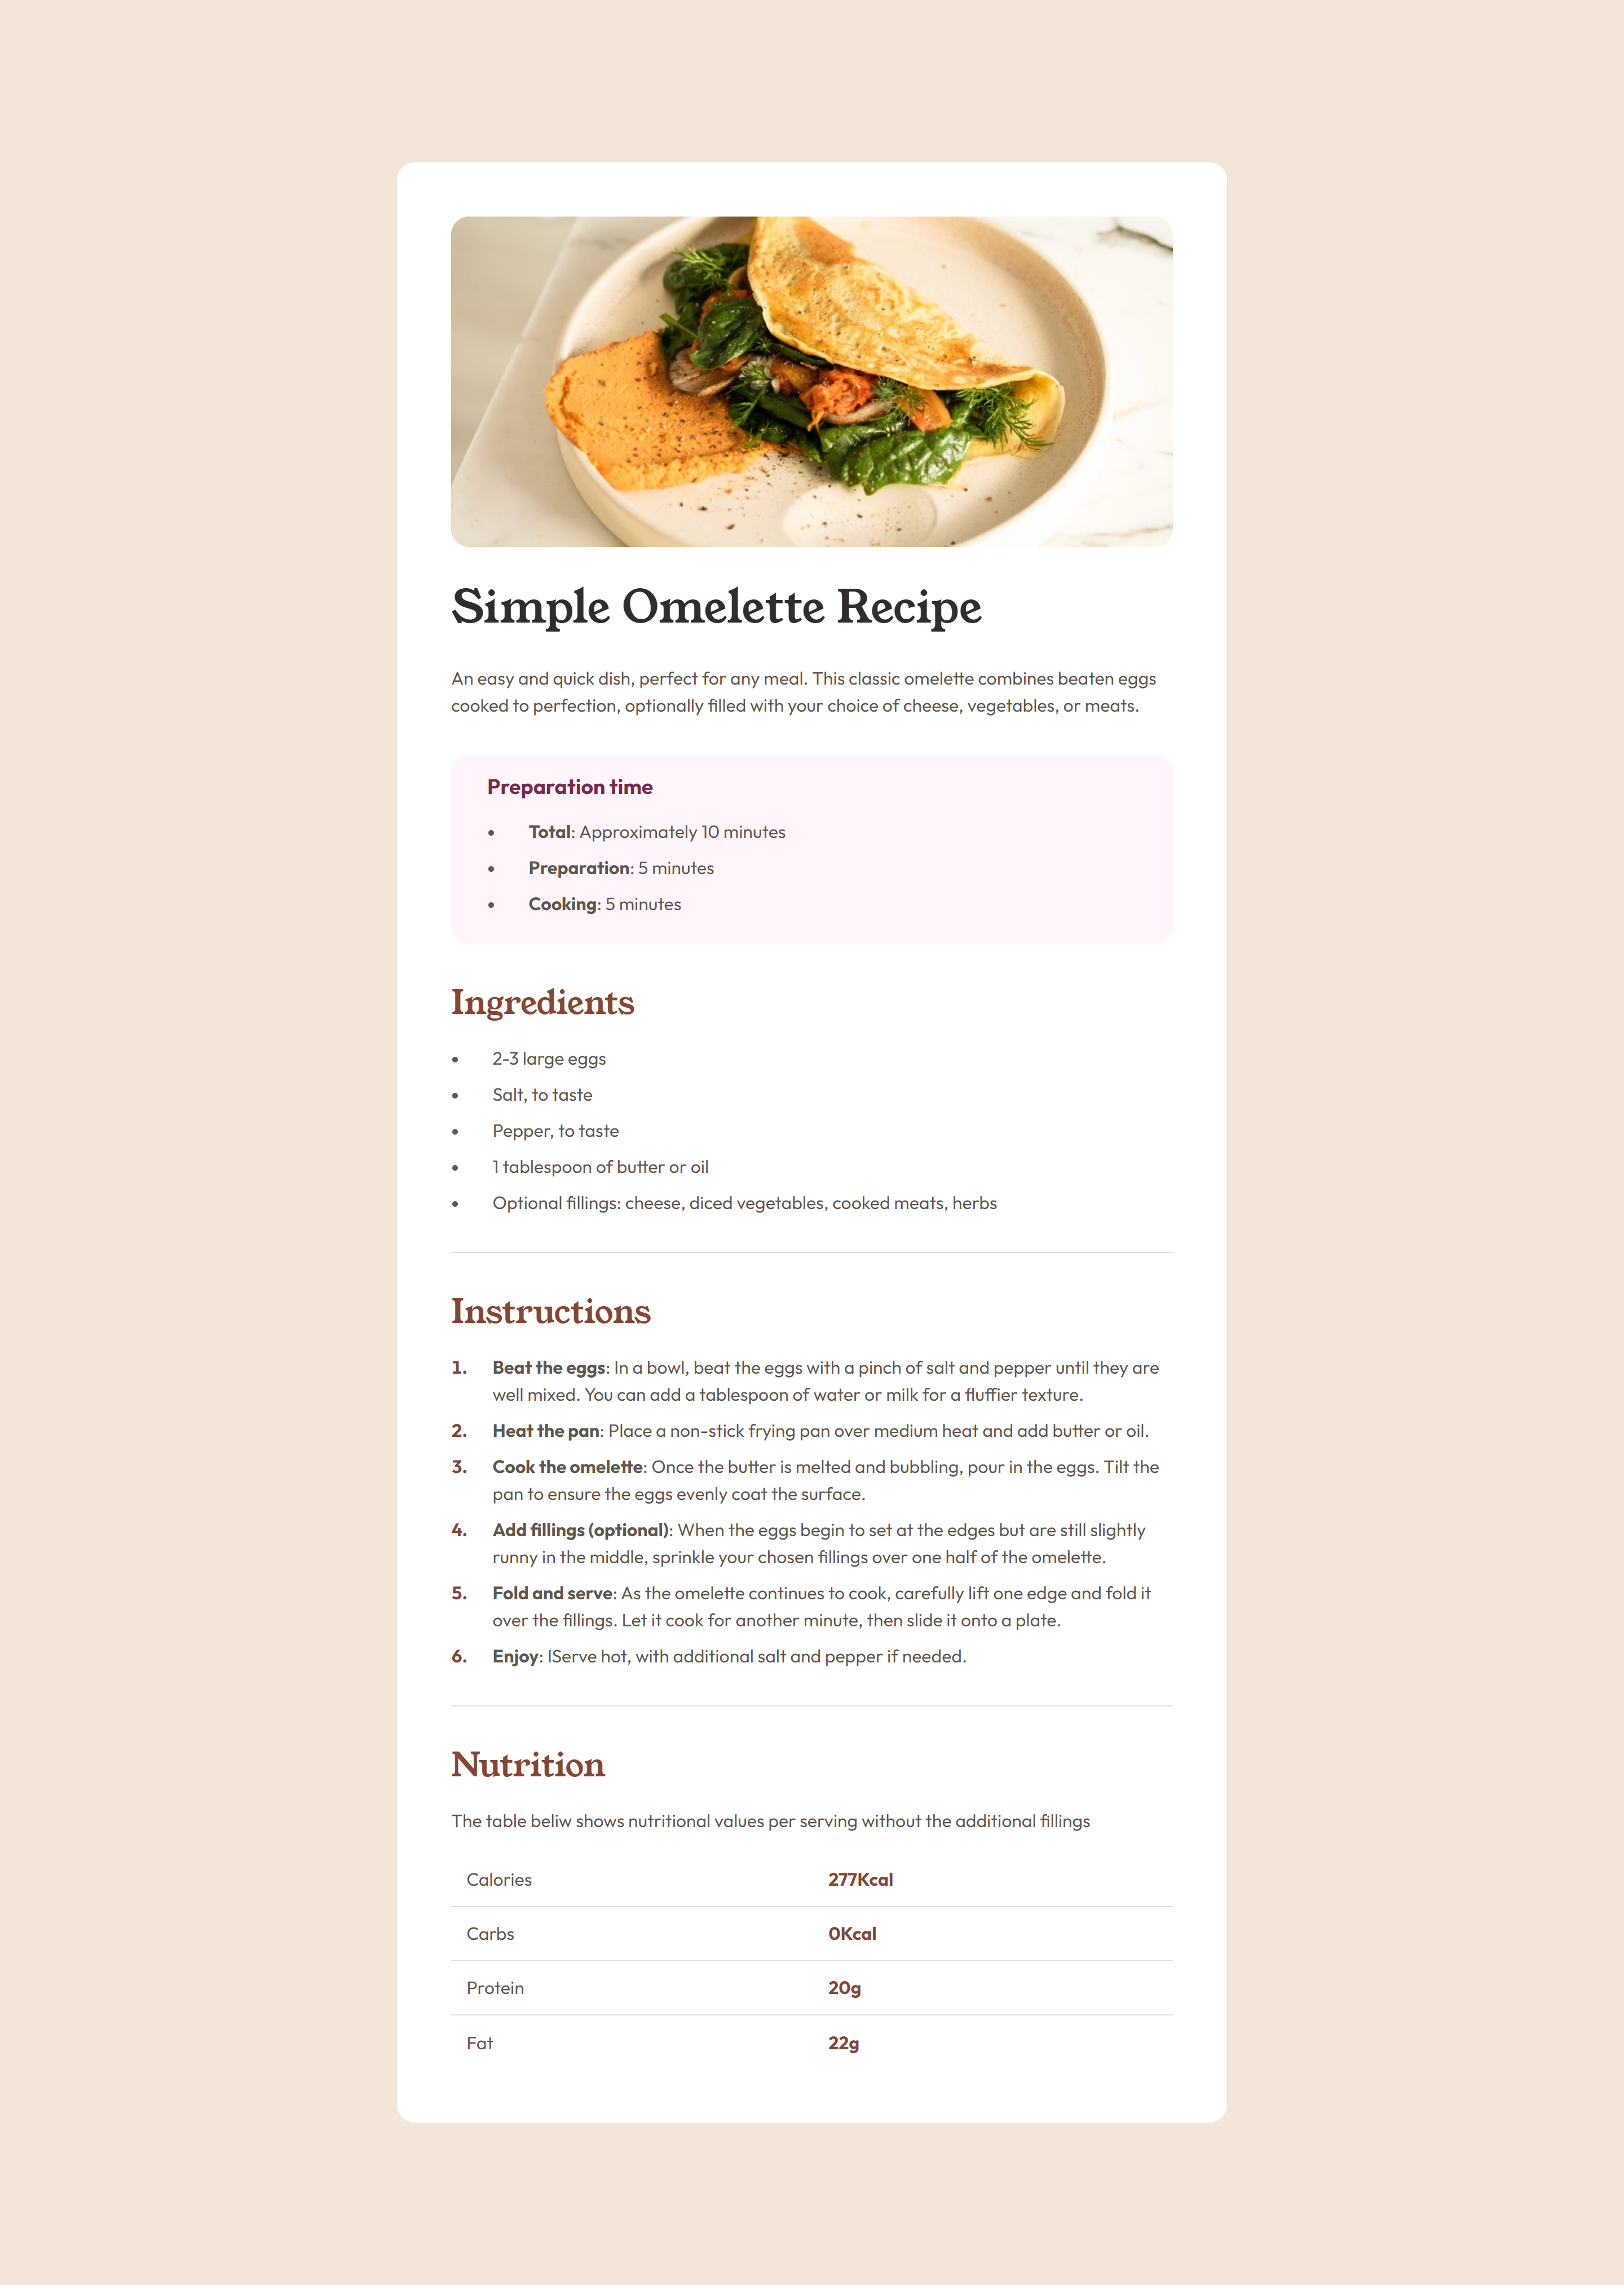 Simple Omelette Recipe
An easy and quick dish, perfect for any meal. This classic omelette combines beaten eggs
cooked to perfection, optionally filled with your choice of cheese, vegetables, or meats.
Preparation time
• Total: Approximately 10 minutes
• Preparation: 5 minutes
• Cooking: 5 minutes
Ingredients
• 2-3 large eggs
• Salt, to taste
• Pepper, to taste
• 1 tablespoon of butter or oil
• Optional fillings: cheese, diced vegetables, cooked meats, herbs
Instructions
1. Beat the eggs: In a bowl, beat the eggs with a pinch of salt and pepper until they are
well mixed. You can add a tablespoon of water or milk for a fluffier texture.
2. Heat the pan: Place a non-stick frying pan over medium heat and add butter or oil.
3. Cook the omelette: Once the butter is melted and bubbling, pour in the eggs. Tilt the
pan to ensure the eggs evenly coat the surface.
4. Add fillings (optional): When the eggs begin to set at the edges but are still slightly
runny in the middle, sprinkle your chosen fillings over one half of the omelette.
5. Fold and serve: As the omelette continues to cook, carefully lift one edge and fold it
over the fillings. Let it cook for another minute, then slide it onto a plate.
6. Enjoy: IServe hot, with additional salt and pepper if needed.
Nutrition
The table beliw shows nutritional values per serving without the additional fillings
Calories 277Kcal
Carbs 0Kcal
Protein 20g
Fat 22g